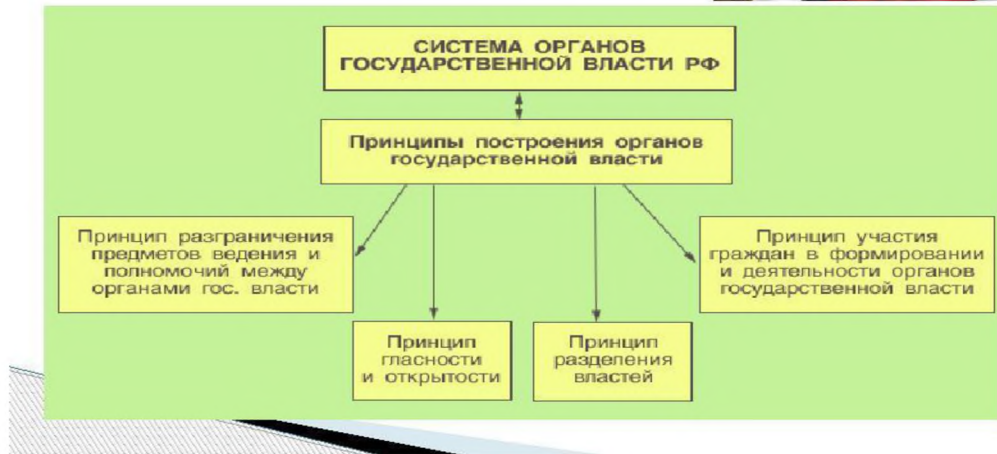 СИСТЕМА ОРГАНОВ
ГОСУДАРСТВЕННОЙ ВЛАСТИ РФ
Принципы построения органов
государственной власти
Принцип разграничения
предметов ведения и
полномочий между
органами гос. власти
Принцип
гласности
и открытости
Принцип
разделения
властей
Принцип участия
граждан в формировании
и деятельности органов
государственной власти